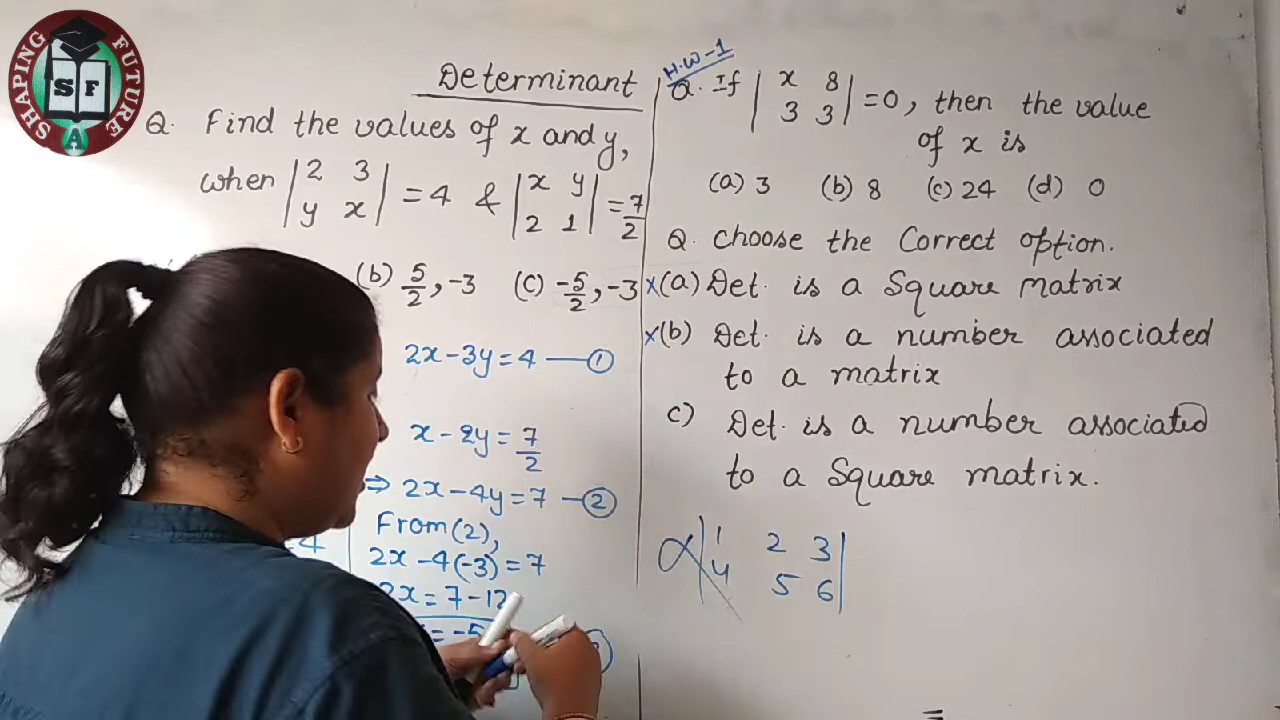 SHAPING FUTURE
S F
A
Determinant
Q. Find the values of x and y,
when |2 3| = 4 & |x y| = 7/2
|y x| |2 1|
(b) 5/2, -3 (c) -5/2, -3
2x - 3y = 4 —①
x - 2y = 7/2
⇒ 2x - 4y = 7 —②
From (2),
2x - 4(-3) = 7
2x = 7 - 12
= -5
H.W-1
Q. If |x 8| = 0, then the value
|3 3|
of x is
(a) 3 (b) 8 (c) 24 (d) 0
Q. Choose the Correct option.
x(a) Det. is a Square matrix
x(b) Det. is a number associated
to a matrix
c) Det. is a number associated
to a Square matrix.
1 2 3
4 5 6
=